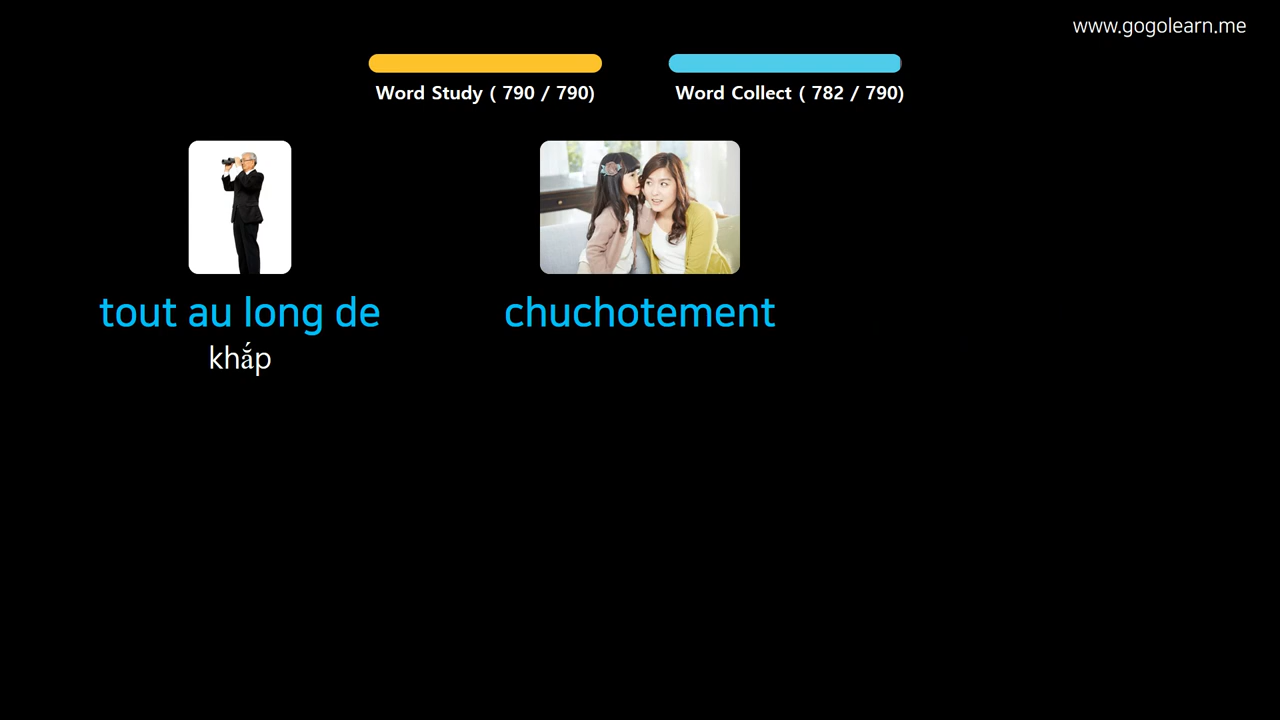 www.gogolearn.me
Word Study ( 790 / 790)
Word Collect ( 782 / 790)
tout au long de
khắp
chuchotement